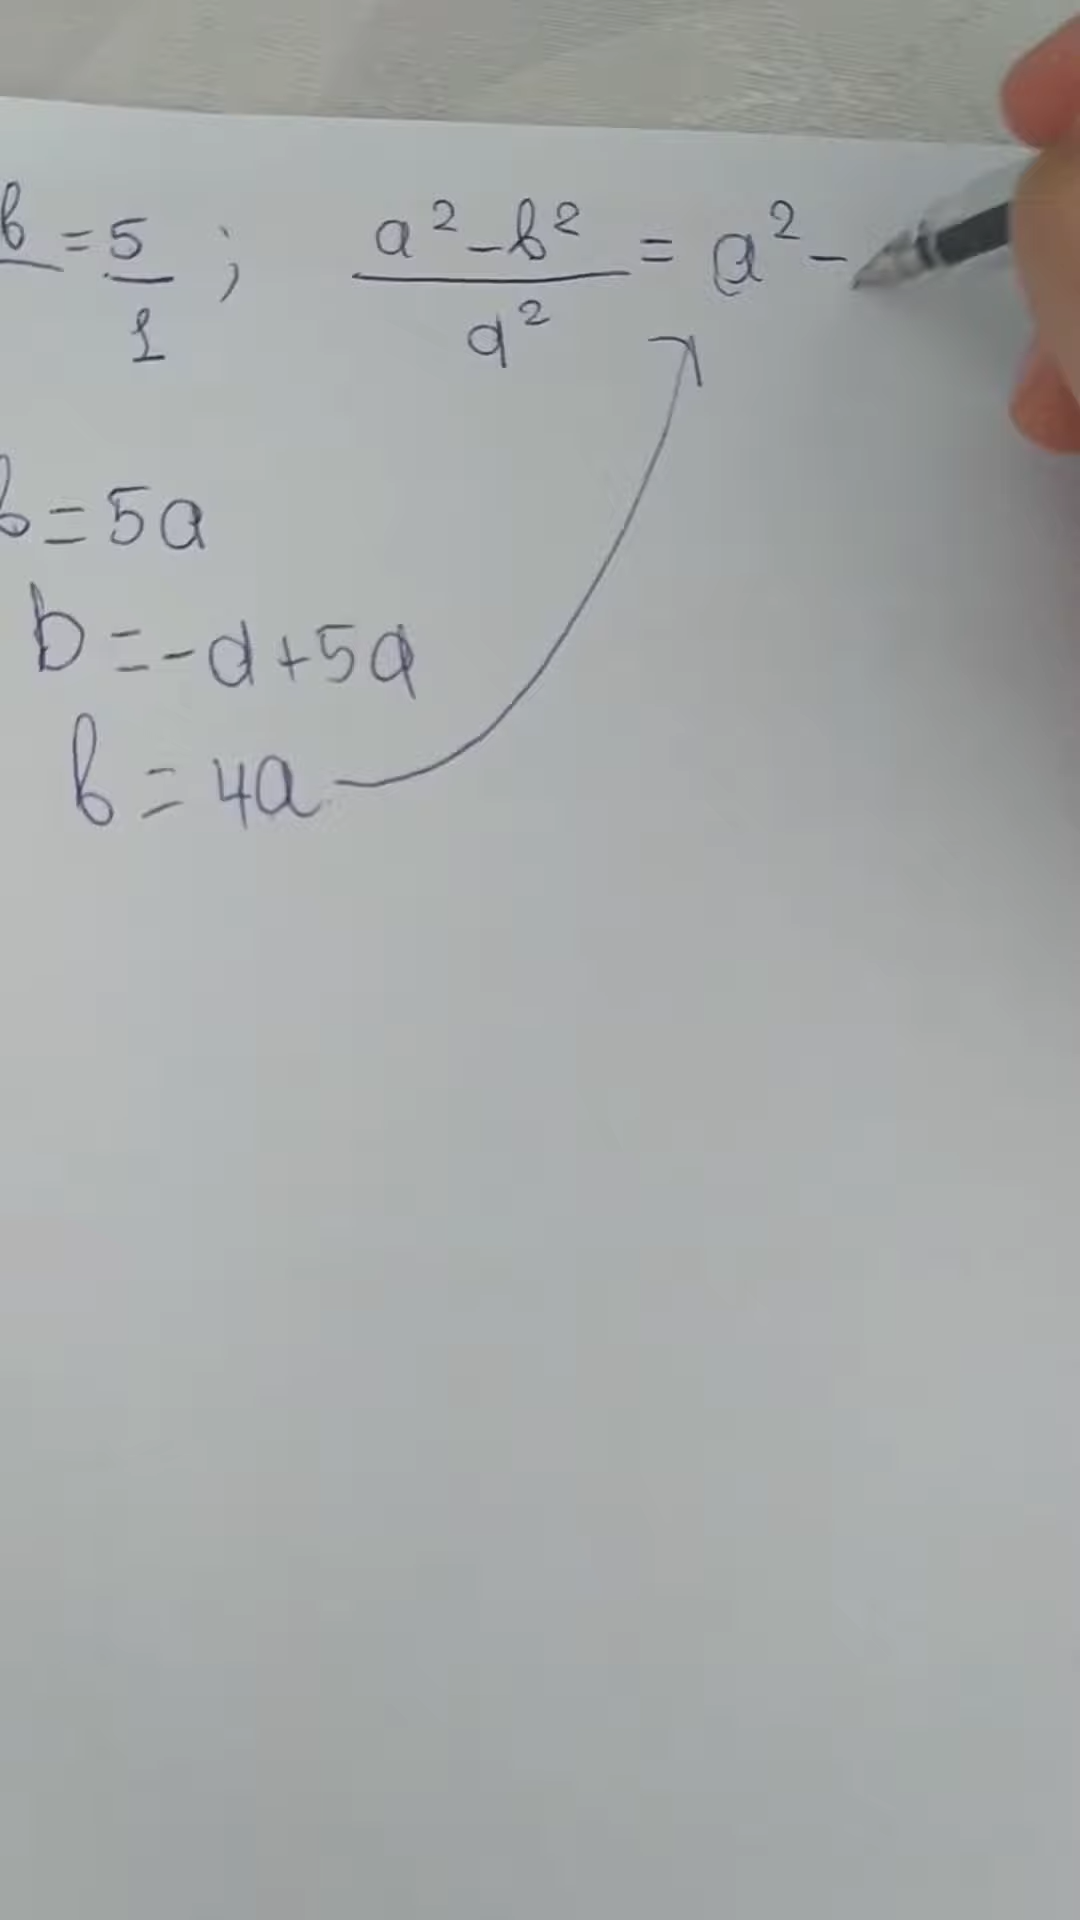 b/ = 5/1 ; (a² - b²)/a² = a² -
b = 5a
b = -a + 5a
b = 4a